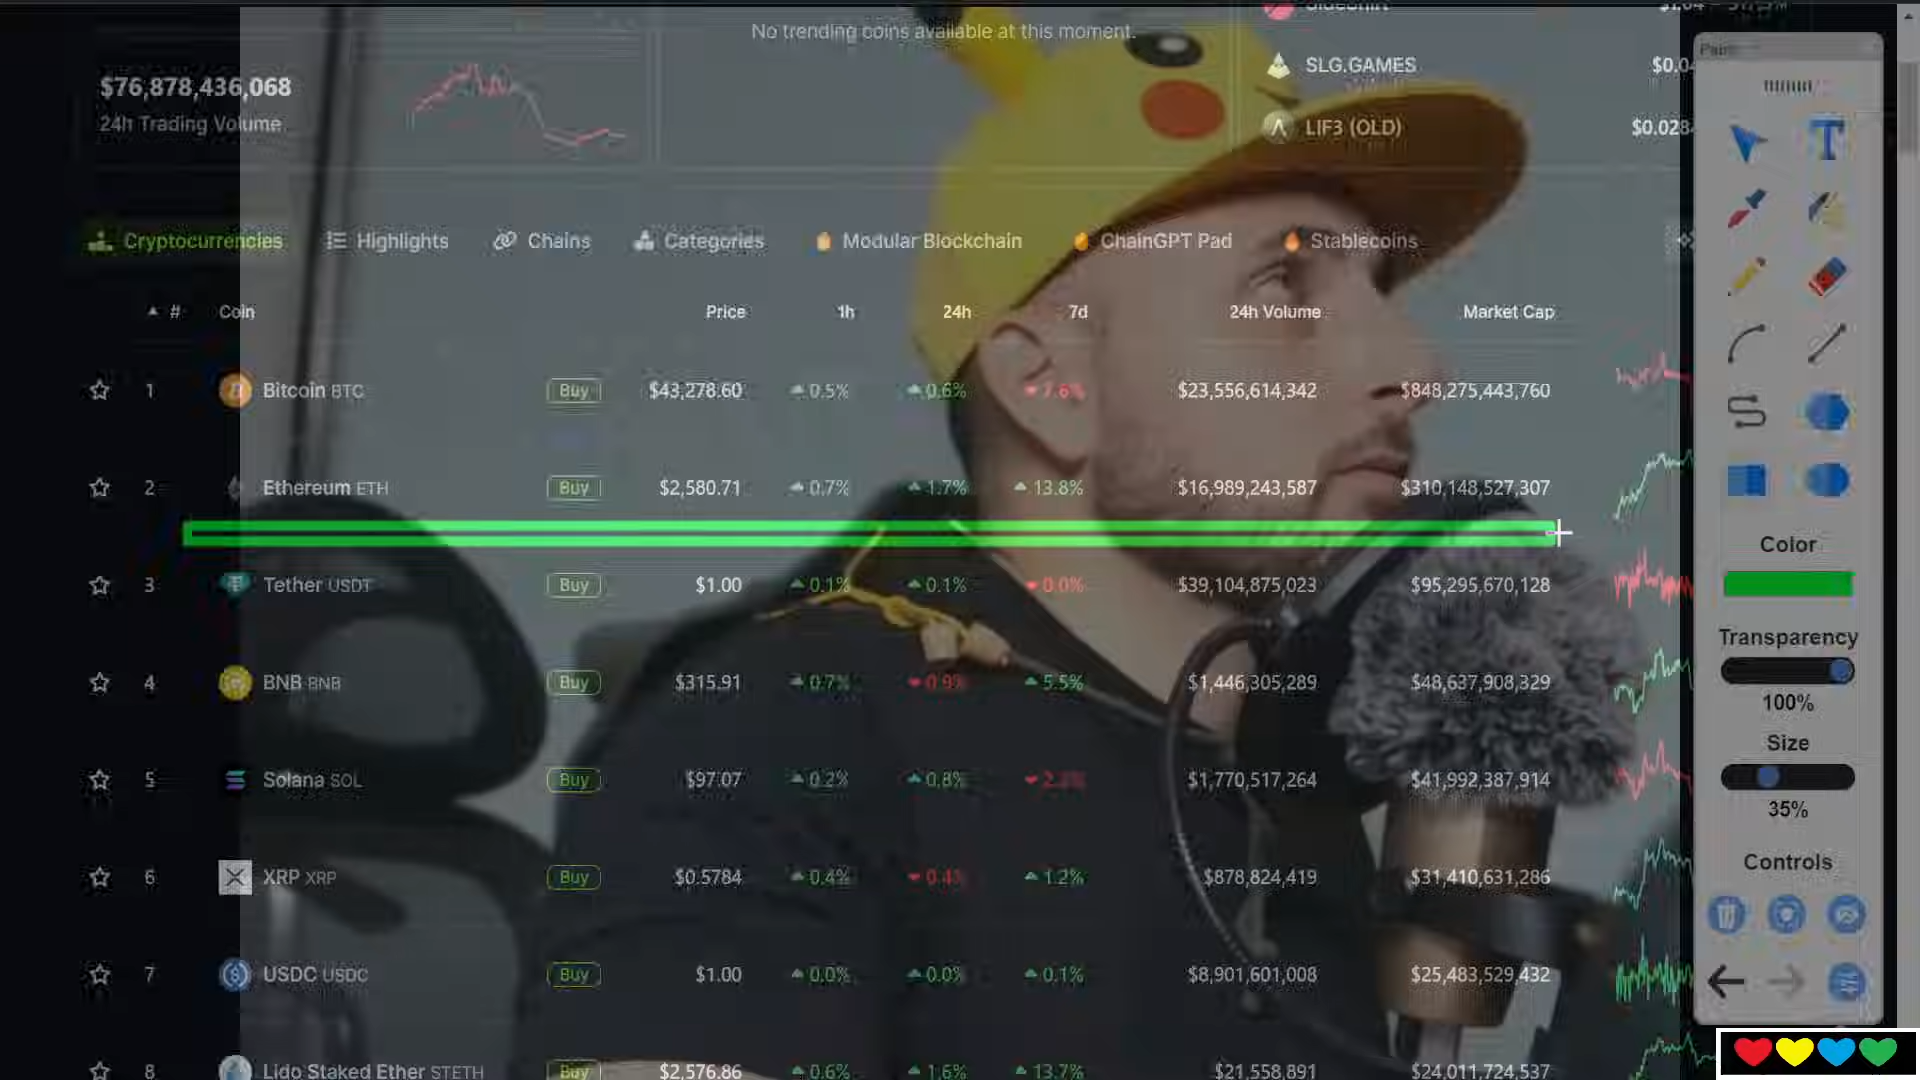 No trending coins available at this moment.
SLG.GAMES
LIF3 (OLD)
$0.028
$76,878,436,068
24h Trading Volume
Cryptocurrencies Highlights Chains Categories Modular Blockchain ChainGPT Pad Stablecoins
# Coin Price 1h 24h 7d 24h Volume Market Cap
1 Bitcoin BTC Buy $43,278.60 0.5% 0.6% 7.6% $23,556,614,342 $848,275,443,760
2 Ethereum ETH Buy $2,580.71 0.7% 1.7% 13.8% $16,989,243,587 $310,148,527,307
3 Tether USDT Buy $1.00 0.1% 0.1% 0.0% $39,104,875,023 $95,295,670,128
4 BNB BNB Buy $315.91 0.7% 0.9% 5.5% $1,446,305,289 $48,637,908,329
5 Solana SOL Buy $97.07 0.2% 0.8% $1,770,517,264 $41,992,387,914
6 XRP XRP Buy $0.5784 0.4% 0.4% 1.2% $878,824,419 $31,410,631,286
7 USDC USDC Buy $1.00 0.0% 0.0% 0.1% $8,901,601,008 $25,483,529,432
8 Lido Staked Ether STETH Buy $2,576.86 0.6% 1.6% 13.7% $21,558,891 $24,011,724,537
Color
Transparency
100%
Size
35%
Controls